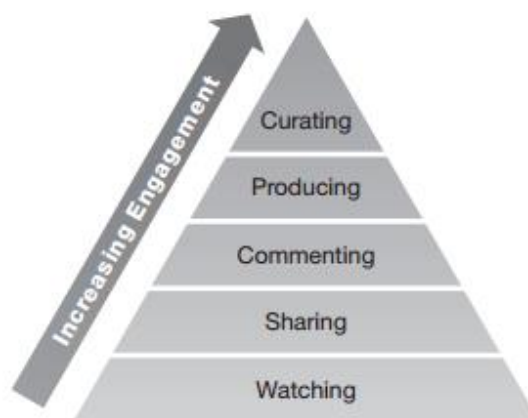 Increasing Engagement
Curating
Producing
Commenting
Sharing
Watching